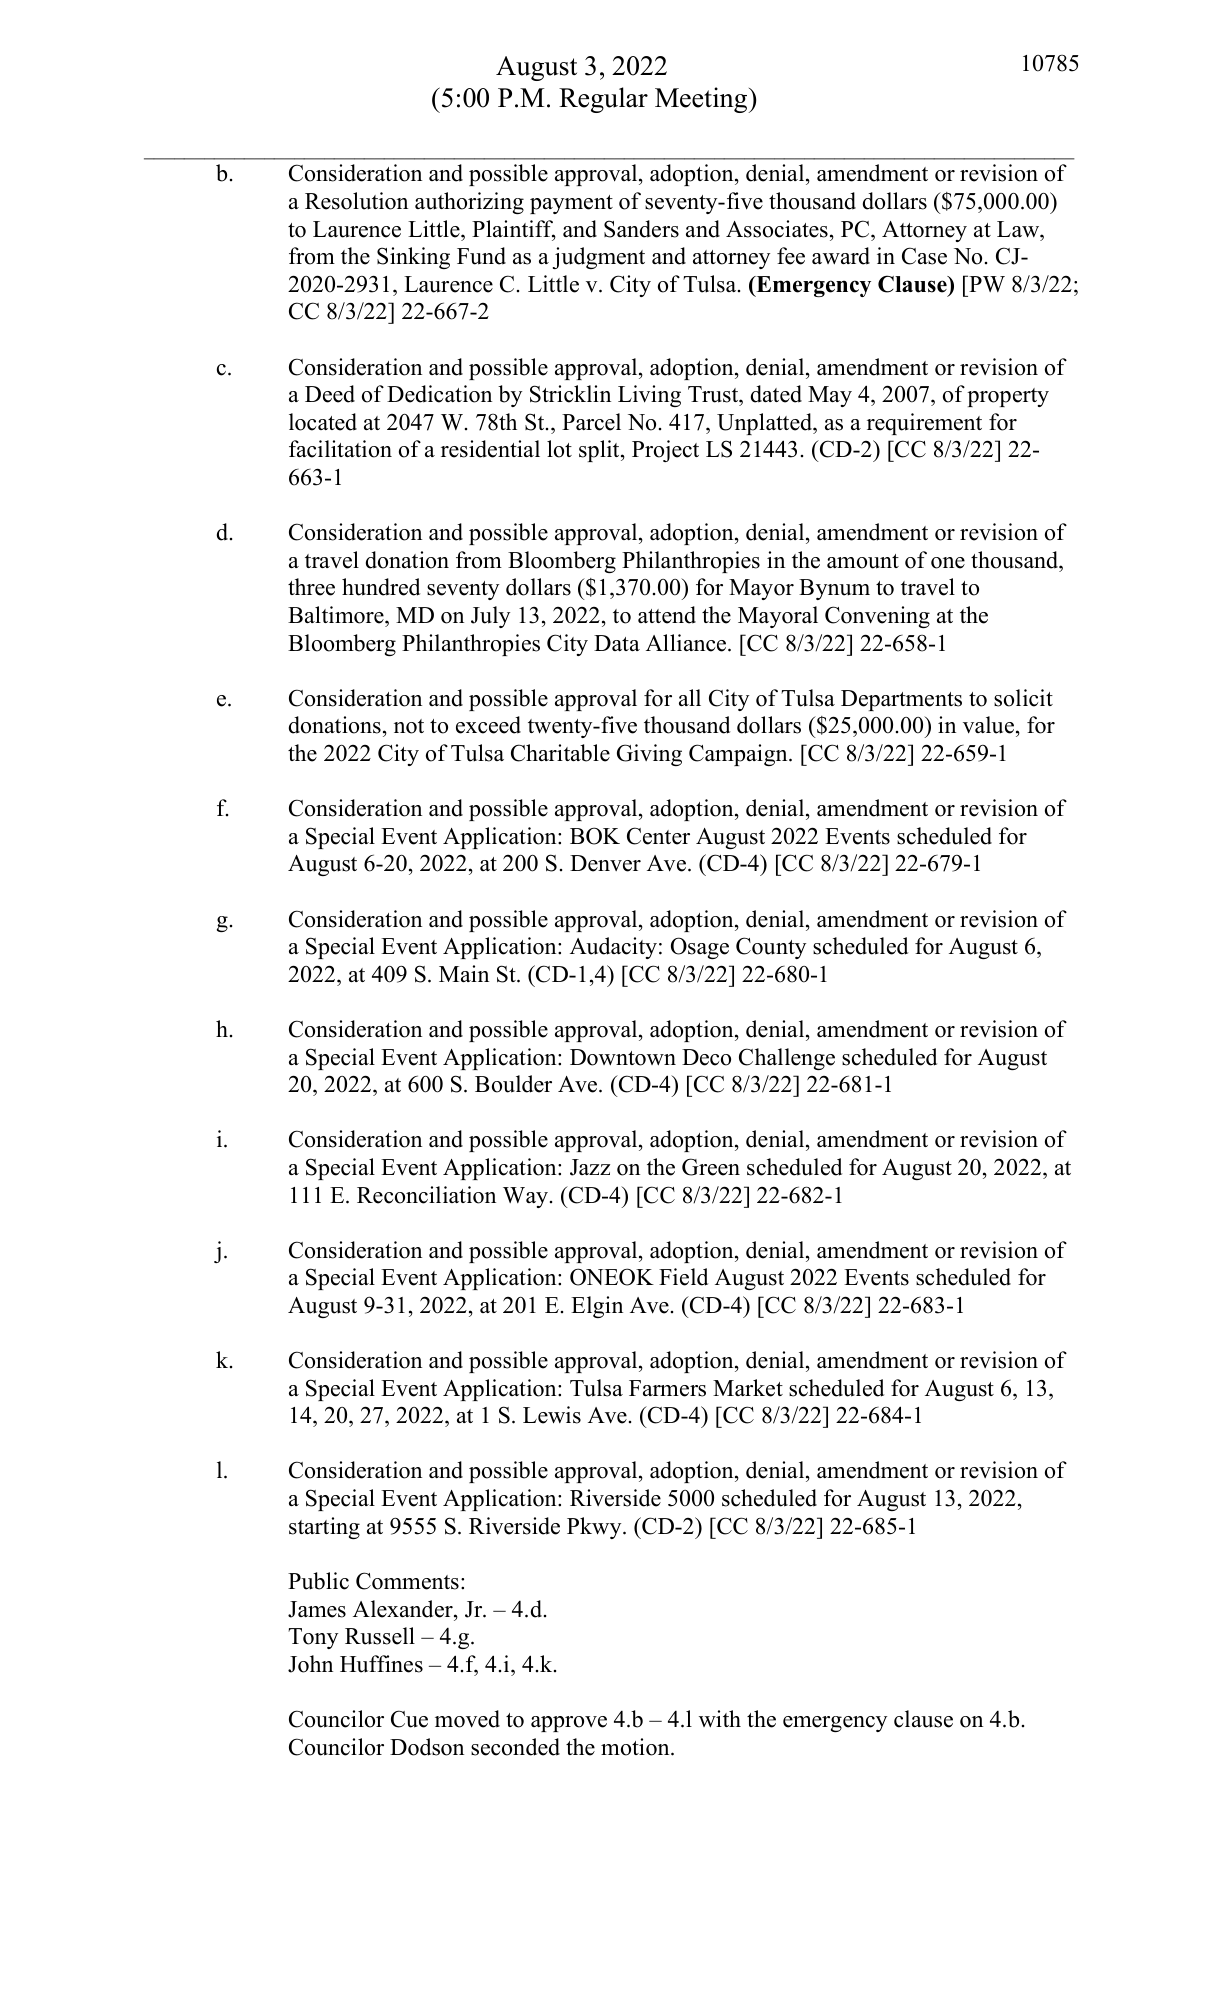 August 3, 2022
10785
(5:00 P.M. Regular Meeting)
b. Consideration and possible approval, adoption, denial, amendment or revision of
a Resolution authorizing payment of seventy-five thousand dollars ($75,000.00)
to Laurence Little, Plaintiff, and Sanders and Associates, PC, Attorney at Law,
from the Sinking Fund as a judgment and attorney fee award in Case No. CJ-
2020-2931, Laurence C. Little v. City of Tulsa. (Emergency Clause) [PW 8/3/22;
CC 8/3/22] 22-667-2
c. Consideration and possible approval, adoption, denial, amendment or revision of
a Deed of Dedication by Stricklin Living Trust, dated May 4, 2007, of property
located at 2047 W. 78th St., Parcel No. 417, Unplatted, as a requirement for
facilitation of a residential lot split, Project LS 21443. (CD-2) [CC 8/3/22] 22-
663-1
d. Consideration and possible approval, adoption, denial, amendment or revision of
a travel donation from Bloomberg Philanthropies in the amount of one thousand,
three hundred seventy dollars ($1,370.00) for Mayor Bynum to travel to
Baltimore, MD on July 13, 2022, to attend the Mayoral Convening at the
Bloomberg Philanthropies City Data Alliance. [CC 8/3/22] 22-658-1
e. Consideration and possible approval for all City of Tulsa Departments to solicit
donations, not to exceed twenty-five thousand dollars ($25,000.00) in value, for
the 2022 City of Tulsa Charitable Giving Campaign. [CC 8/3/22] 22-659-1
f. Consideration and possible approval, adoption, denial, amendment or revision of
a Special Event Application: BOK Center August 2022 Events scheduled for
August 6-20, 2022, at 200 S. Denver Ave. (CD-4) [CC 8/3/22] 22-679-1
g. Consideration and possible approval, adoption, denial, amendment or revision of
a Special Event Application: Audacity: Osage County scheduled for August 6,
2022, at 409 S. Main St. (CD-1,4) [CC 8/3/22] 22-680-1
h. Consideration and possible approval, adoption, denial, amendment or revision of
a Special Event Application: Downtown Deco Challenge scheduled for August
20, 2022, at 600 S. Boulder Ave. (CD-4) [CC 8/3/22] 22-681-1
i. Consideration and possible approval, adoption, denial, amendment or revision of
a Special Event Application: Jazz on the Green scheduled for August 20, 2022, at
111 E. Reconciliation Way. (CD-4) [CC 8/3/22] 22-682-1
j. Consideration and possible approval, adoption, denial, amendment or revision of
a Special Event Application: ONEOK Field August 2022 Events scheduled for
August 9-31, 2022, at 201 E. Elgin Ave. (CD-4) [CC 8/3/22] 22-683-1
k. Consideration and possible approval, adoption, denial, amendment or revision of
a Special Event Application: Tulsa Farmers Market scheduled for August 6, 13,
14, 20, 27, 2022, at 1 S. Lewis Ave. (CD-4) [CC 8/3/22] 22-684-1
l. Consideration and possible approval, adoption, denial, amendment or revision of
a Special Event Application: Riverside 5000 scheduled for August 13, 2022,
starting at 9555 S. Riverside Pkwy. (CD-2) [CC 8/3/22] 22-685-1
Public Comments:
James Alexander, Jr. – 4.d.
Tony Russell – 4.g.
John Huffines – 4.f, 4.i, 4.k.
Councilor Cue moved to approve 4.b – 4.l with the emergency clause on 4.b.
Councilor Dodson seconded the motion.